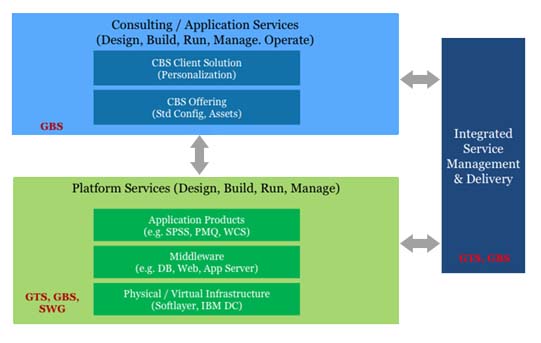 Consulting / Application Services
(Design, Build, Run, Manage. Operate)
CBS Client Solution
(Personalization)
CBS Offering
(Std Config, Assets)
GBS
Platform Services (Design, Build, Run, Manage)
Application Products
(e.g. SPSS, PMQ, WCS)
Middleware
(e.g. DB, Web, App Server)
Physical / Virtual Infrastructure
(Softlayer, IBM DC)
GTS, GBS,
SWG
Integrated
Service
Management
& Delivery
GTS, GBS